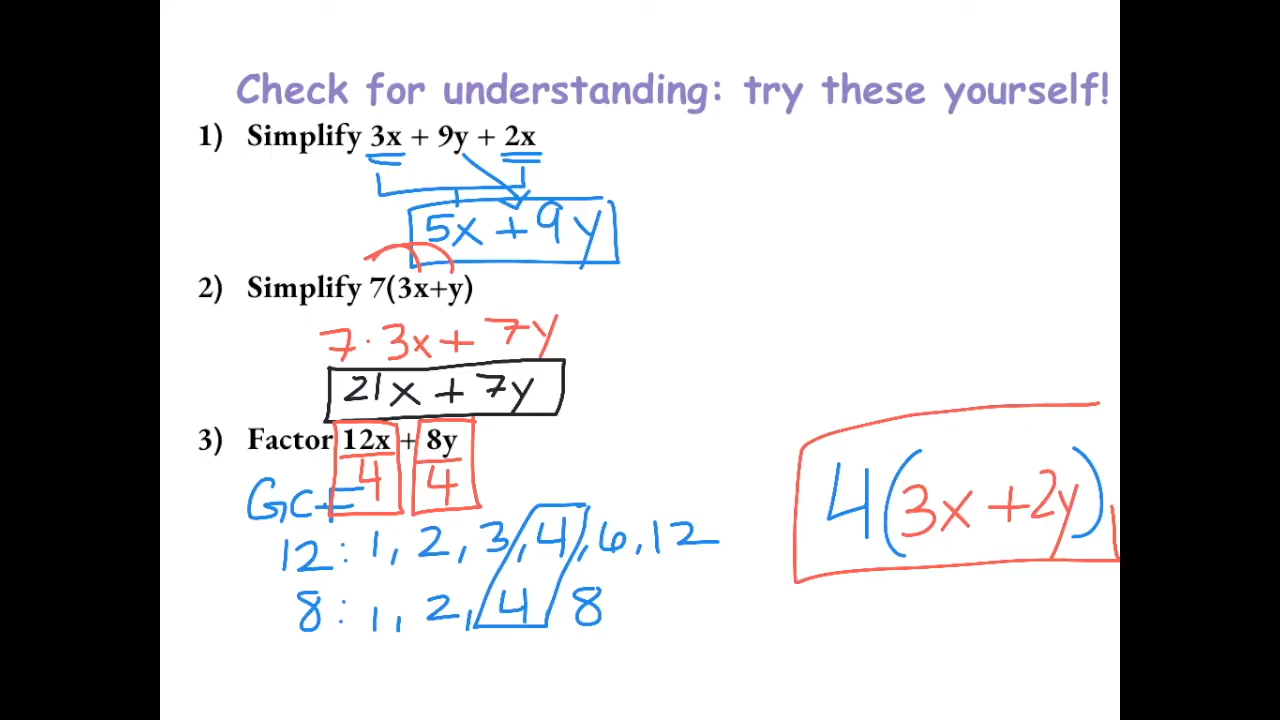 Check for understanding: try these yourself!
1) Simplify 3x + 9y + 2x
5x + 9y
2) Simplify 7(3x+y)
7 · 3x + 7y
21x + 7y
3) Factor 12x + 8y
4 4
GCF
4(3x + 2y)
12: 1, 2, 3, 4, 6, 12
8: 1, 2, 4 8